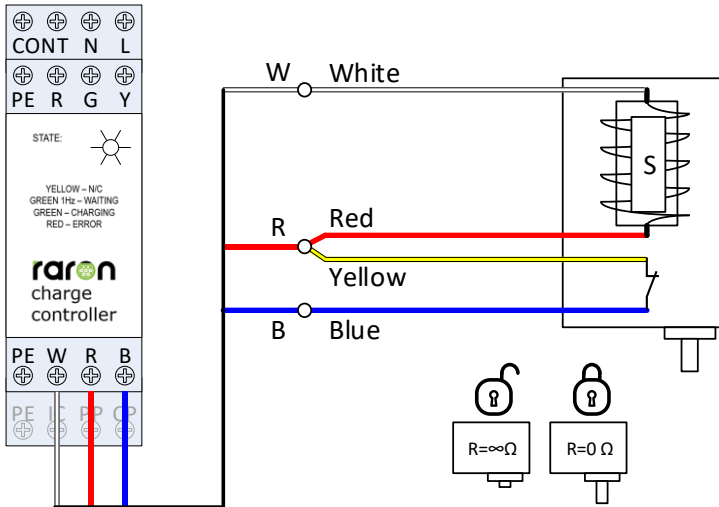 CONT N L
PE R G Y
STATE:
YELLOW – N/C
GREEN 1Hz – WAITING
GREEN – CHARGING
RED – ERROR
raron
charge
controller
PE W R B
PE IC PP CP
W White
R Red
Yellow
B Blue
S
R=∞Ω
R=0 Ω